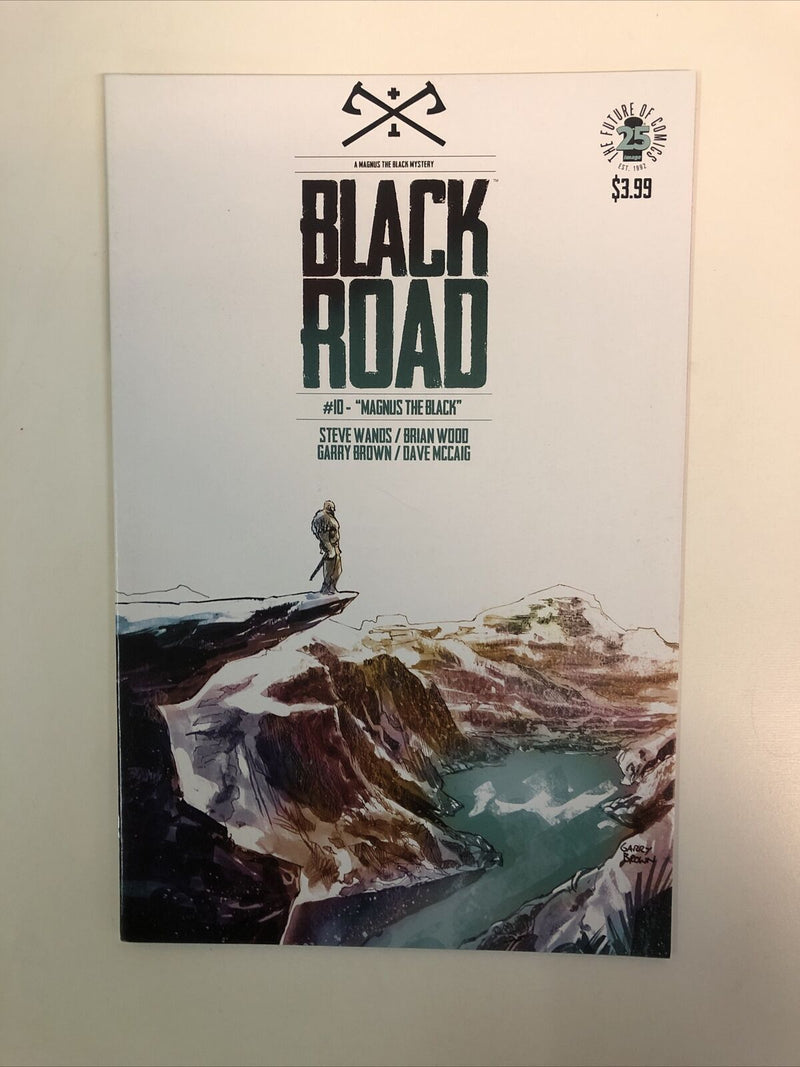 A MAGNUS THE BLACK MYSTERY
BLACK
ROAD™
#10 - "MAGNUS THE BLACK"
STEVE WANDS / BRIAN WOOD
GARRY BROWN / DAVE MCCAIG
THE FUTURE OF COMICS
25
image
EST. 1992
$3.99
GARRY
BROWN